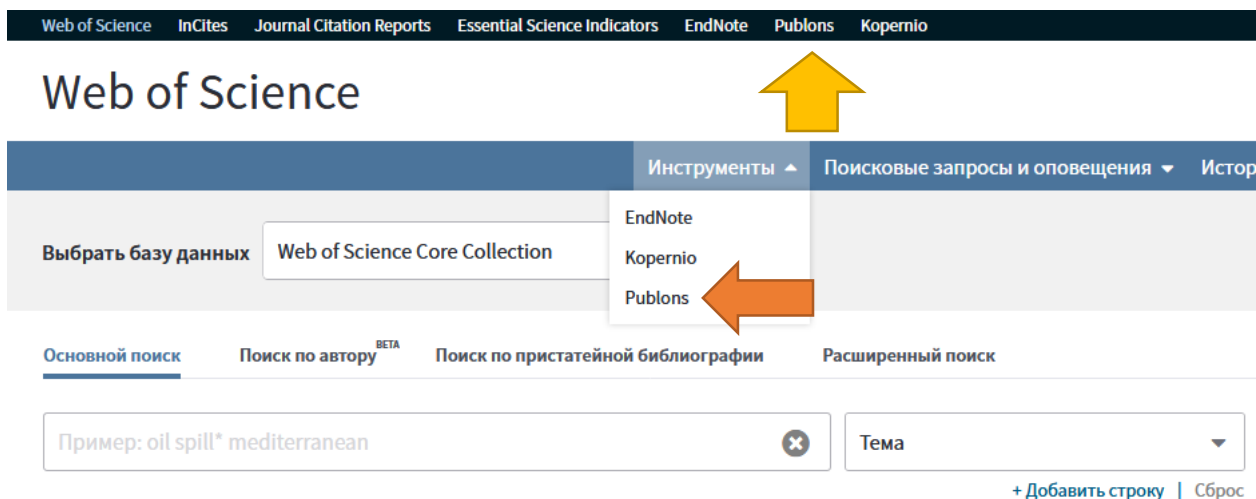 Web of Science InCites Journal Citation Reports Essential Science Indicators EndNote Publons Kopernio
Web of Science
Инструменты Поисковые запросы и оповещения Истор
EndNote
Выбрать базу данных Web of Science Core Collection
Kopernio
Publons
Основной поиск Поиск по автору BETA Поиск по пристатейной библиографии Расширенный поиск
Пример: oil spill* mediterranean Тема
+ Добавить строку | Сброс